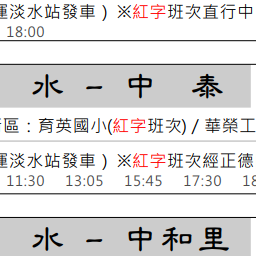 運淡水站發車 ) ※紅字班次直行中
18:00
水 – 中 泰
區：育英國小(紅字班次) / 華榮工
運淡水站發車 ) ※紅字班次經正德
11:30 13:05 15:45 17:30 18
水 – 中和里